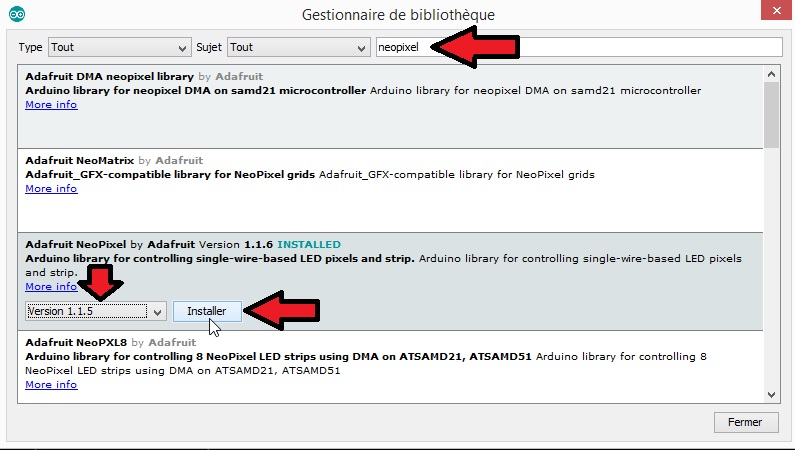 Gestionnaire de bibliothèque
Type Tout Sujet Tout neopixel
Adafruit DMA neopixel library by Adafruit
Arduino library for neopixel DMA on samd21 microcontroller Arduino library for neopixel DMA on samd21 microcontroller
More info
Adafruit NeoMatrix by Adafruit
Adafruit_GFX-compatible library for NeoPixel grids Adafruit_GFX-compatible library for NeoPixel grids
More info
Adafruit NeoPixel by Adafruit Version 1.1.6 INSTALLED
Arduino library for controlling single-wire-based LED pixels and strip. Arduino library for controlling single-wire-based LED pixels
and strip.
More info
Version 1.1.5 Installer
Adafruit NeoPXL8 by Adafruit
Arduino library for controlling 8 NeoPixel LED strips using DMA on ATSAMD21, ATSAMD51 Arduino library for controlling 8
NeoPixel LED strips using DMA on ATSAMD21, ATSAMD51
More info
Fermer